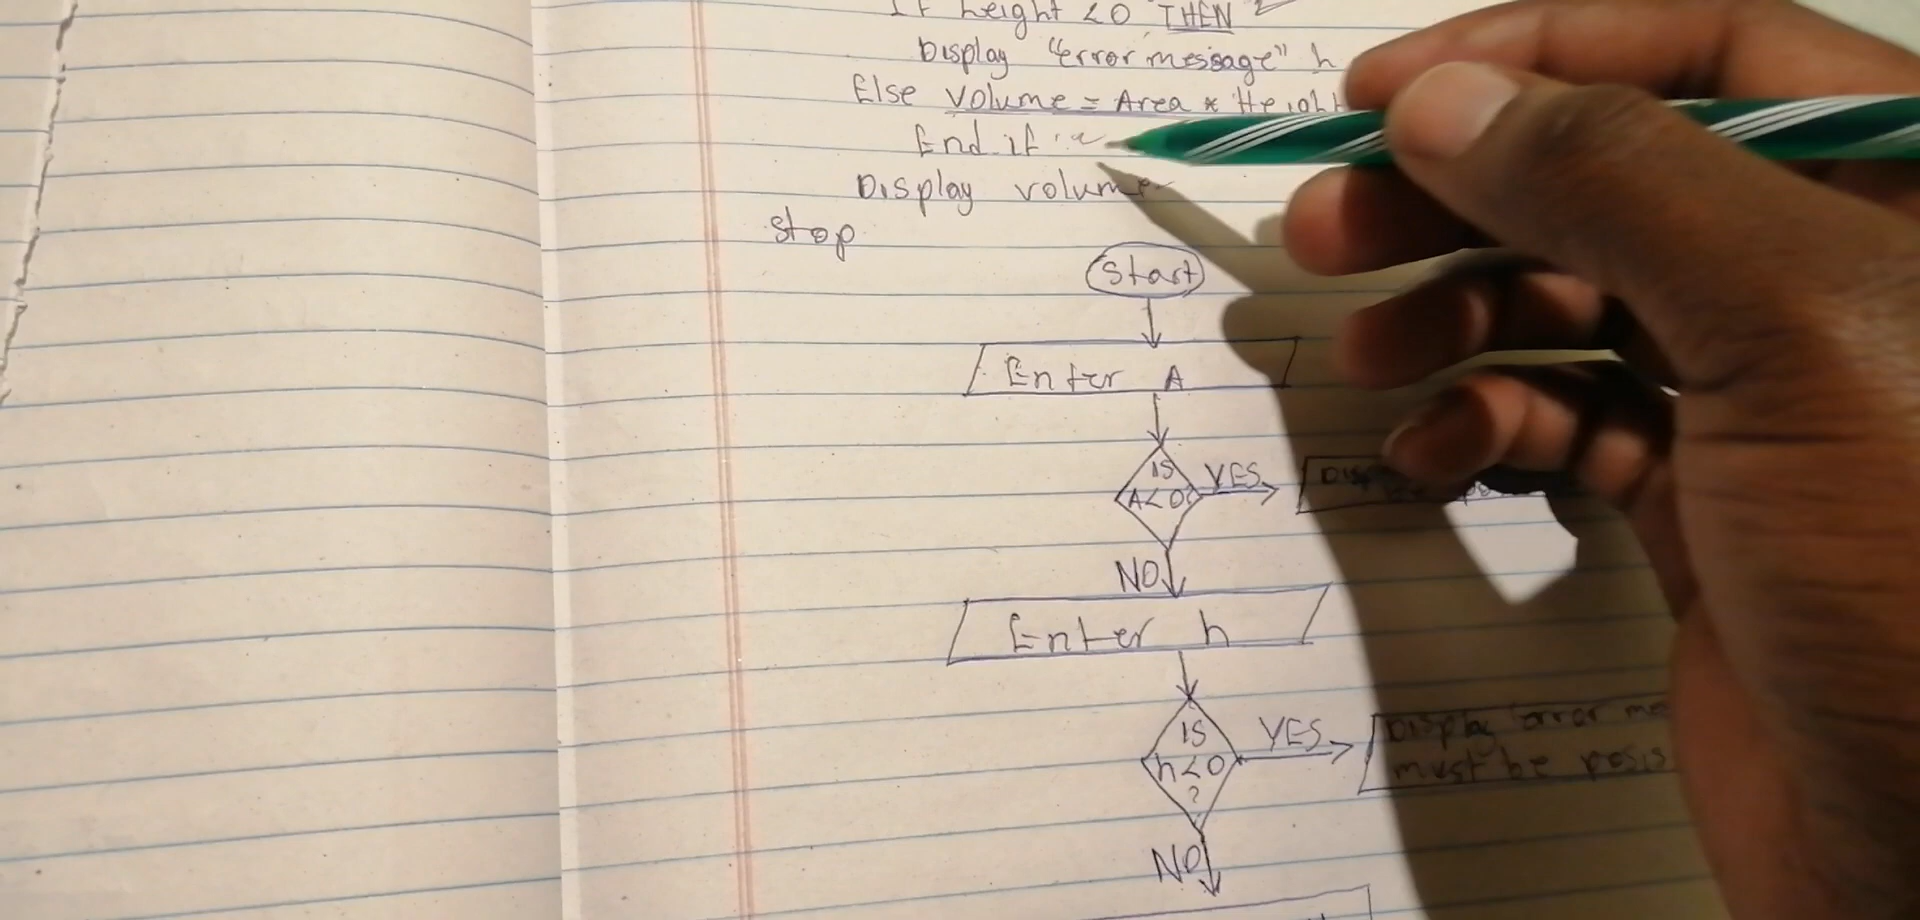 If height <0 THEN
Display "error message" h
Else Volume = Area * Height
End if
Display volume
Stop
Start
Enter A
IS
A<0?
YES
NO
Enter h
IS
h<0
?
YES
Display error
must be
NO